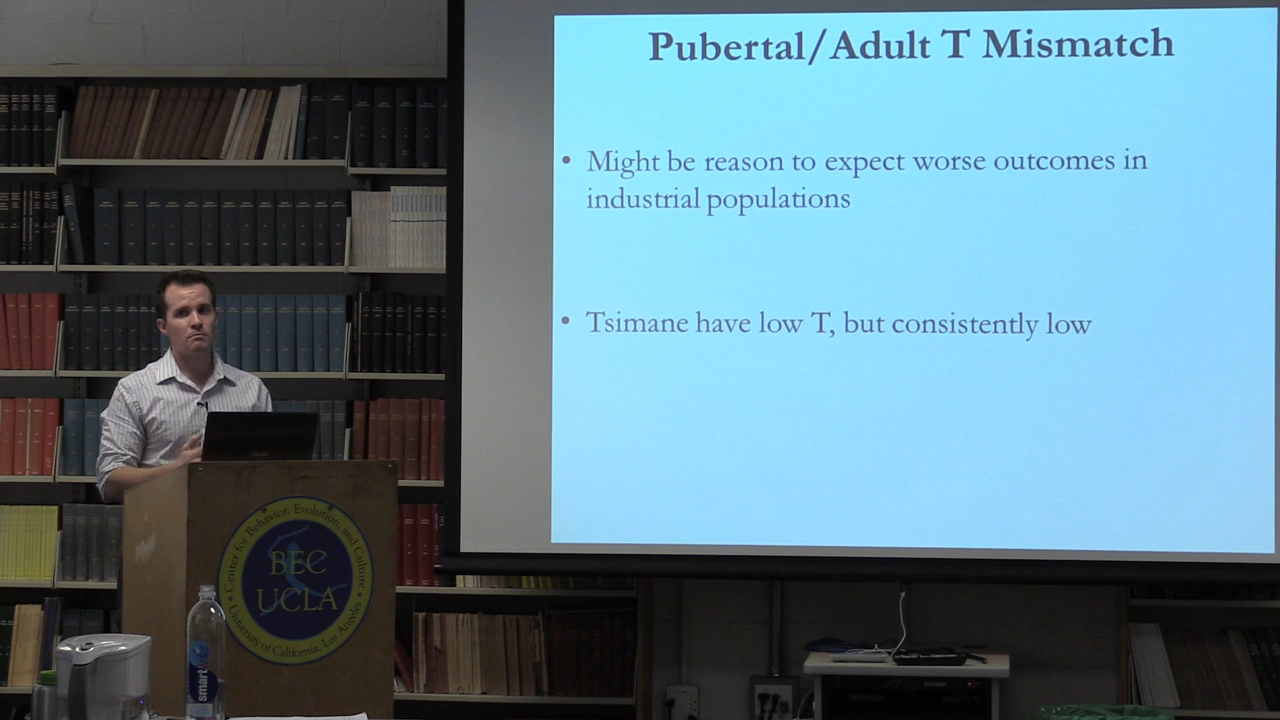 Pubertal/Adult T Mismatch
• Might be reason to expect worse outcomes in
industrial populations
• Tsimane have low T, but consistently low
Center for Behavior, Evolution, and Culture
BEC
UCLA
• University of California, Los Angeles •
smart